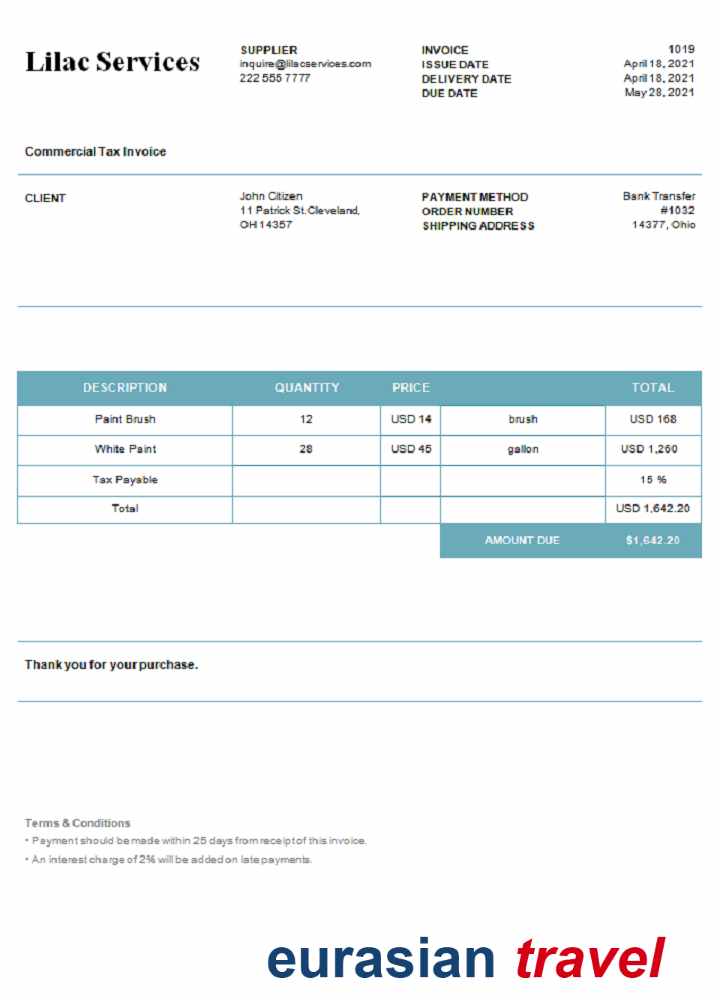 Lilac Services
SUPPLIER
inquire@lilacservices.com
222 555 7777
INVOICE 1019
ISSUE DATE April 18, 2021
DELIVERY DATE April 18, 2021
DUE DATE May 28, 2021
Commercial Tax Invoice
CLIENT
John Citizen
11 Patrick St.Cleveland,
OH 14357
PAYMENT METHOD Bank Transfer
ORDER NUMBER #1032
SHIPPING ADDRESS 14377, Ohio
DESCRIPTION QUANTITY PRICE TOTAL
Paint Brush 12 USD 14 brush USD 168
White Paint 28 USD 45 gallon USD 1,260
Tax Payable 15 %
Total USD 1,642.20
AMOUNT DUE $1,642.20
Thank you for your purchase.
Terms & Conditions
• Payment should be made within 25 days from receipt of this invoice.
• An interest charge of 2% will be added on late payments.
eurasian travel